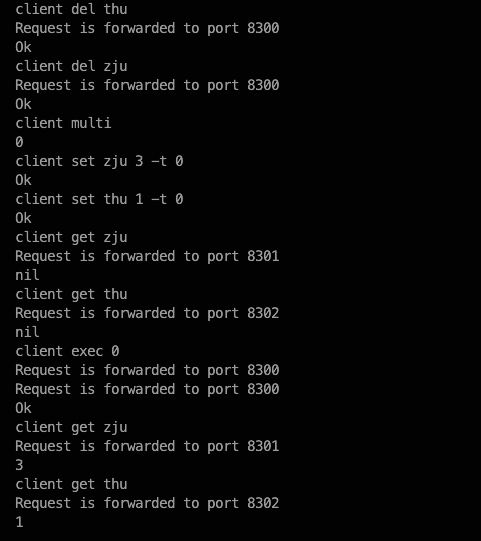 client del thu
Request is forwarded to port 8300
Ok
client del zju
Request is forwarded to port 8300
Ok
client multi
0
client set zju 3 -t 0
Ok
client set thu 1 -t 0
Ok
client get zju
Request is forwarded to port 8301
nil
client get thu
Request is forwarded to port 8302
nil
client exec 0
Request is forwarded to port 8300
Request is forwarded to port 8300
Ok
client get zju
Request is forwarded to port 8301
3
client get thu
Request is forwarded to port 8302
1